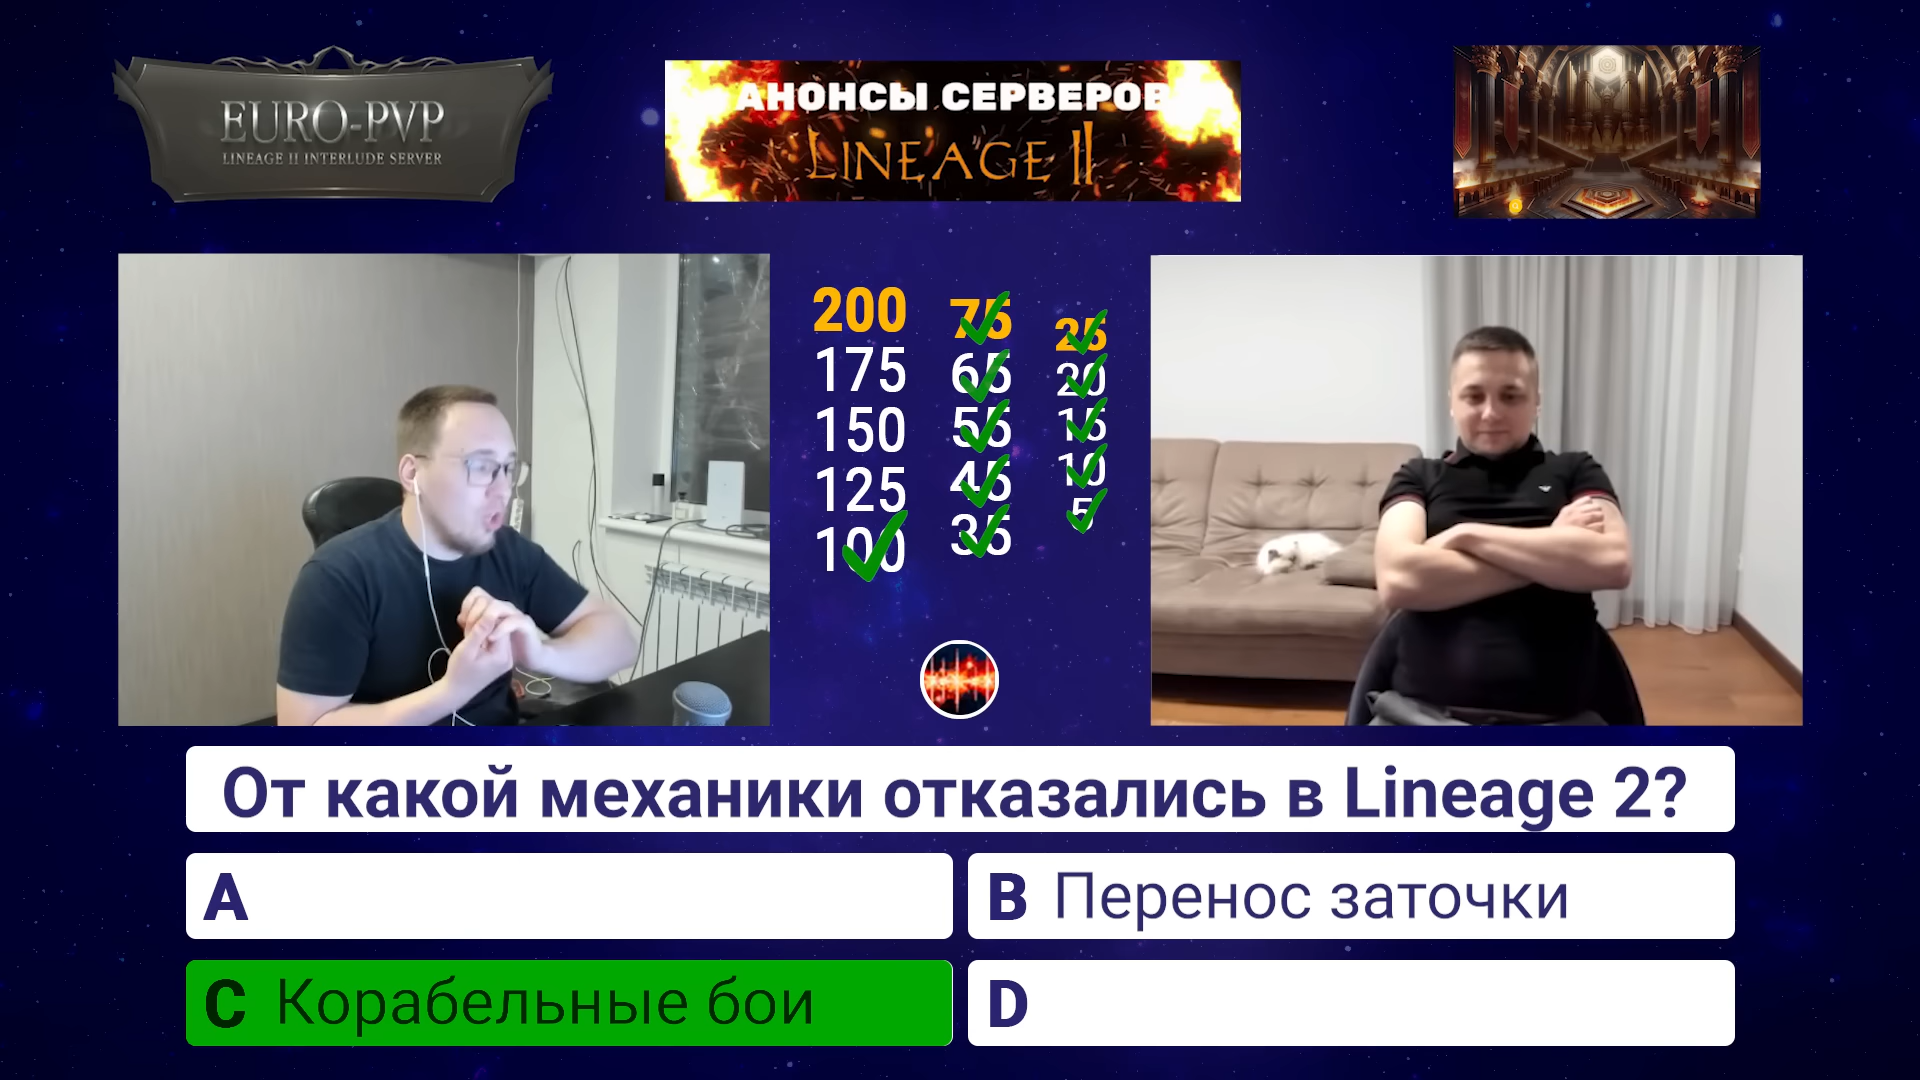 EURO-PVP
LINEAGE II INTERLUDE SERVER
АНОНСЫ СЕРВЕРОВ
LINEAGE II
200
175
150
125
100
75
65
55
45
35
25
20
15
10
5
От какой механики отказались в Lineage 2?
A
B Перенос заточки
C Корабельные бои
D